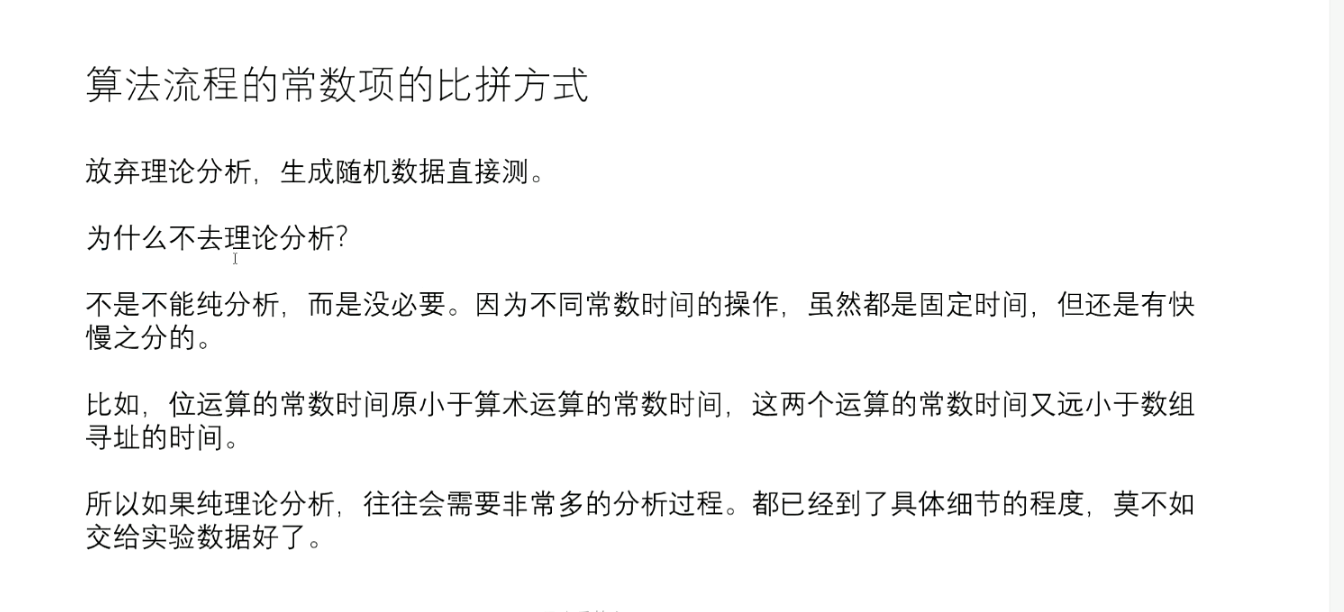 算法流程的常数项的比拼方式
放弃理论分析，生成随机数据直接测。
为什么不去理论分析？
不是不能纯分析，而是没必要。因为不同常数时间的操作，虽然都是固定时间，但还是有快
慢之分的。
比如，位运算的常数时间原小于算术运算的常数时间，这两个运算的常数时间又远小于数组
寻址的时间。
所以如果纯理论分析，往往会需要非常多的分析过程。都已经到了具体细节的程度，莫不如
交给实验数据好了。